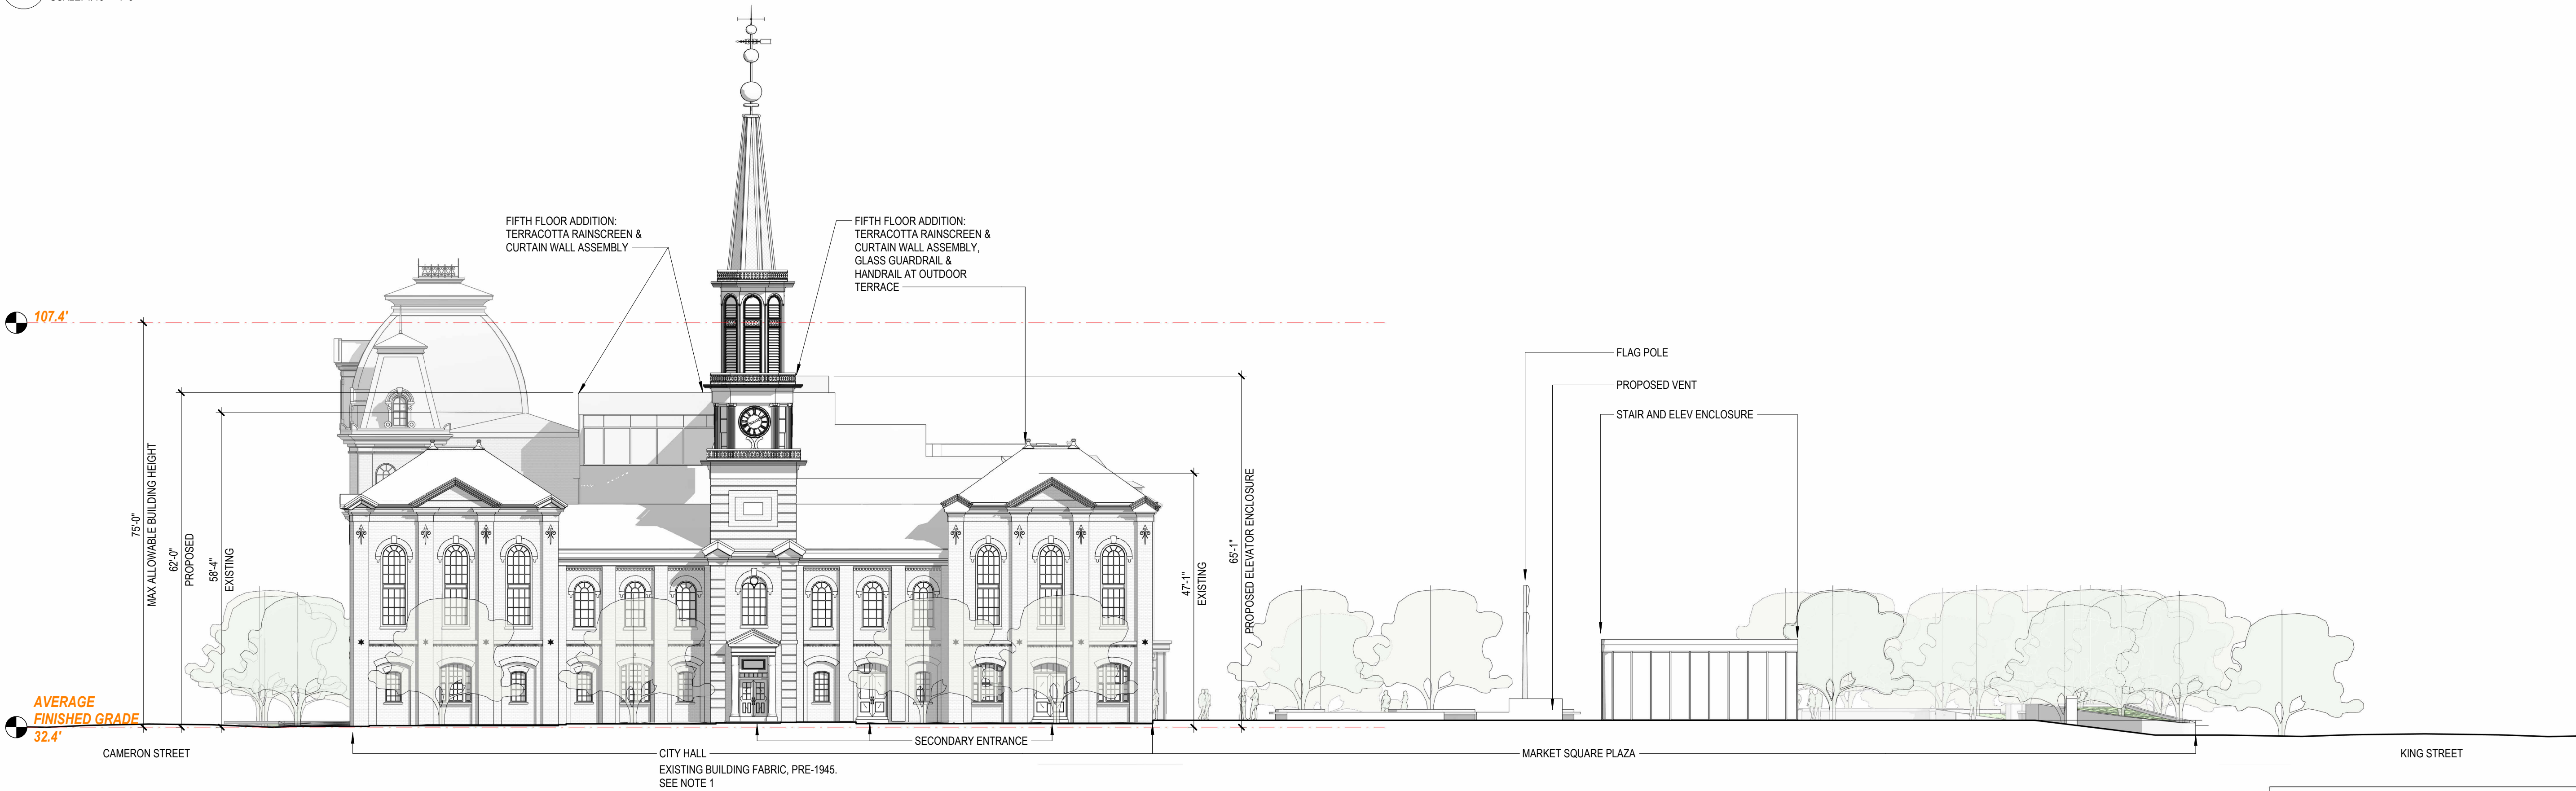 FIFTH FLOOR ADDITION:
TERRACOTTA RAINSCREEN &
CURTAIN WALL ASSEMBLY
FIFTH FLOOR ADDITION:
TERRACOTTA RAINSCREEN &
CURTAIN WALL ASSEMBLY,
GLASS GUARDRAIL &
HANDRAIL AT OUTDOOR
TERRACE
107.4'
75'-0"
MAX ALLOWABLE BUILDING HEIGHT
62'-0"
PROPOSED
58'-4"
EXISTING
47'-1"
EXISTING
65'-1"
PROPOSED ELEVATOR ENCLOSURE
FLAG POLE
PROPOSED VENT
STAIR AND ELEV ENCLOSURE
AVERAGE
FINISHED GRADE
32.4'
SECONDARY ENTRANCE
CAMERON STREET
CITY HALL
MARKET SQUARE PLAZA
KING STREET
EXISTING BUILDING FABRIC, PRE-1945.
SEE NOTE 1